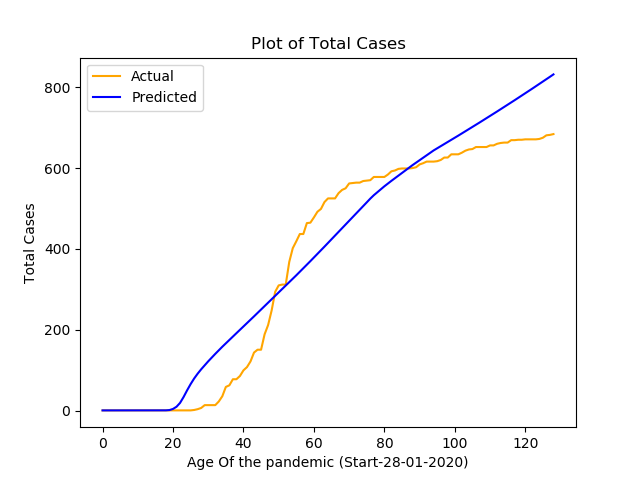 Plot of Total Cases
Actual
Predicted
800
600
400
200
0
Total Cases
0 20 40 60 80 100 120
Age Of the pandemic (Start-28-01-2020)